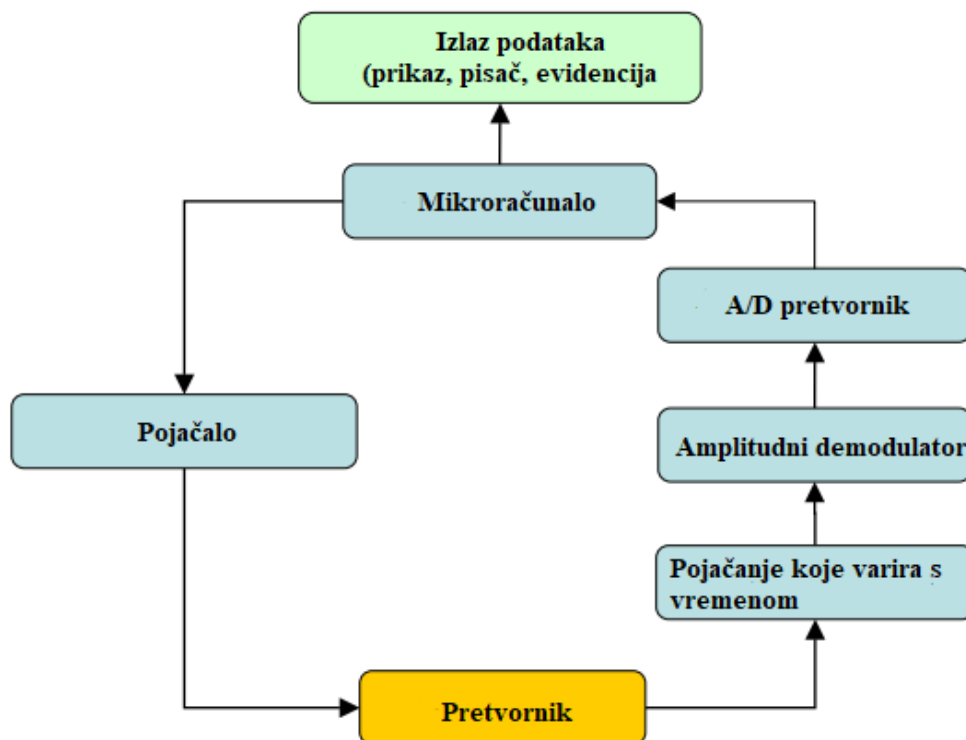 Izlaz podataka
(prikaz, pisač, evidencija
Mikroračunalo
A/D pretvornik
Pojačalo
Amplitudni demodulator
Pojačanje koje varira s
vremenom
Pretvornik